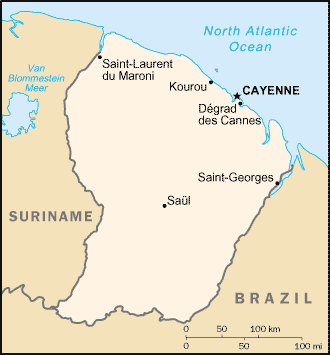 North Atlantic
Ocean
Van
Blommestein
Meer
Saint-Laurent
du Maroni
Kourou
CAYENNE
Dégrad
des Cannes
Saint-Georges
Saül
SURINAME
BRAZIL
0 50 100 km
0 50 100 mi